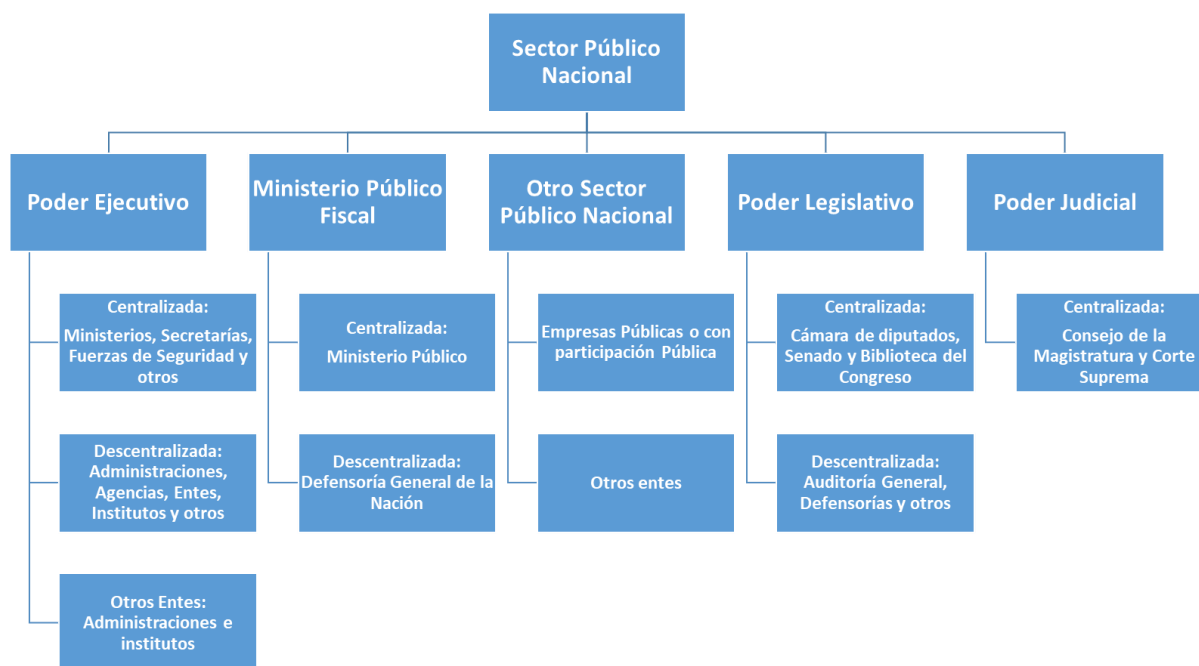 Sector Público
Nacional
Poder Ejecutivo
Ministerio Público
Fiscal
Otro Sector
Público Nacional
Poder Legislativo
Poder Judicial
Centralizada:
Ministerios, Secretarías,
Fuerzas de Seguridad y
otros
Centralizada:
Ministerio Público
Empresas Públicas o con
participación Pública
Centralizada:
Cámara de diputados,
Senado y Biblioteca del
Congreso
Centralizada:
Consejo de la
Magistratura y Corte
Suprema
Descentralizada:
Administraciones,
Agencias, Entes,
Institutos y otros
Descentralizada:
Defensoría General de la
Nación
Otros entes
Descentralizada:
Auditoría General,
Defensorías y otros
Otros Entes:
Administraciones e
institutos